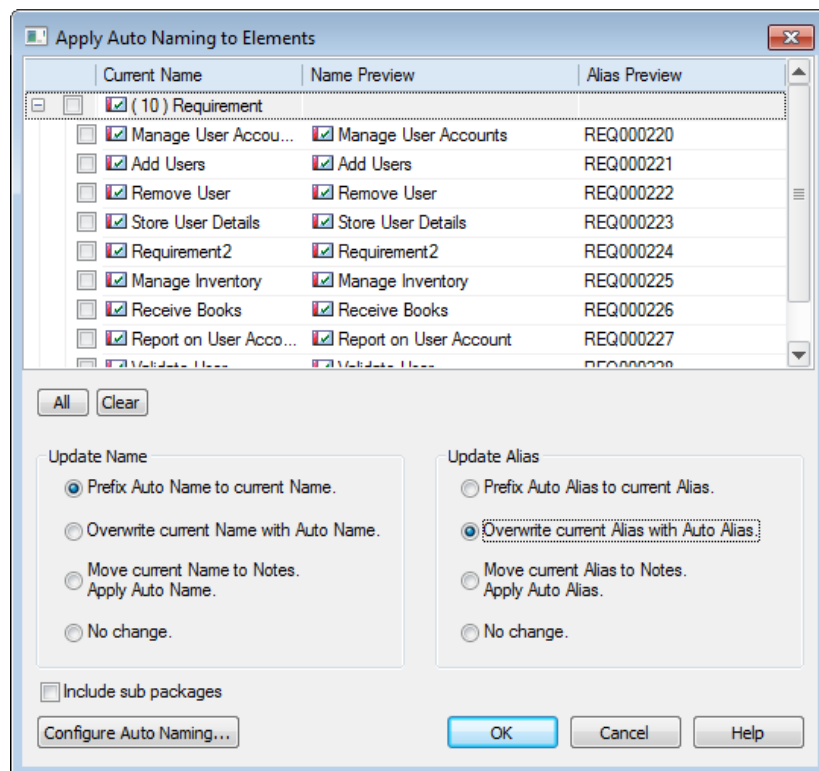 Apply Auto Naming to Elements
Current Name Name Preview Alias Preview
( 10 ) Requirement
Manage User Accou... Manage User Accounts REQ000220
Add Users Add Users REQ000221
Remove User Remove User REQ000222
Store User Details Store User Details REQ000223
Requirement2 Requirement2 REQ000224
Manage Inventory Manage Inventory REQ000225
Receive Books Receive Books REQ000226
Report on User Acco... Report on User Account REQ000227
Validate User Validate User REQ000228
All Clear
Update Name
Prefix Auto Name to current Name.
Overwrite current Name with Auto Name.
Move current Name to Notes.
Apply Auto Name.
No change.
Update Alias
Prefix Auto Alias to current Alias.
Overwrite current Alias with Auto Alias.
Move current Alias to Notes.
Apply Auto Alias.
No change.
Include sub packages
Configure Auto Naming... OK Cancel Help